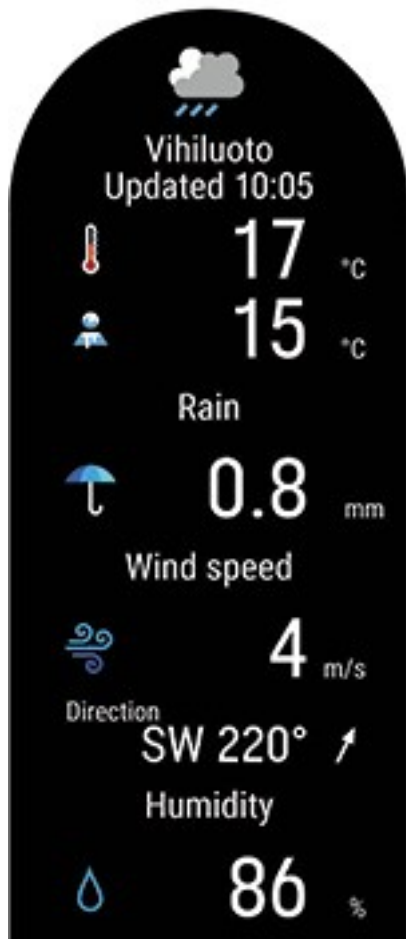 Vihiluoto
Updated 10:05
17 °C
15 °C
Rain
0.8 mm
Wind speed
4 m/s
Direction
SW 220°
Humidity
86 %